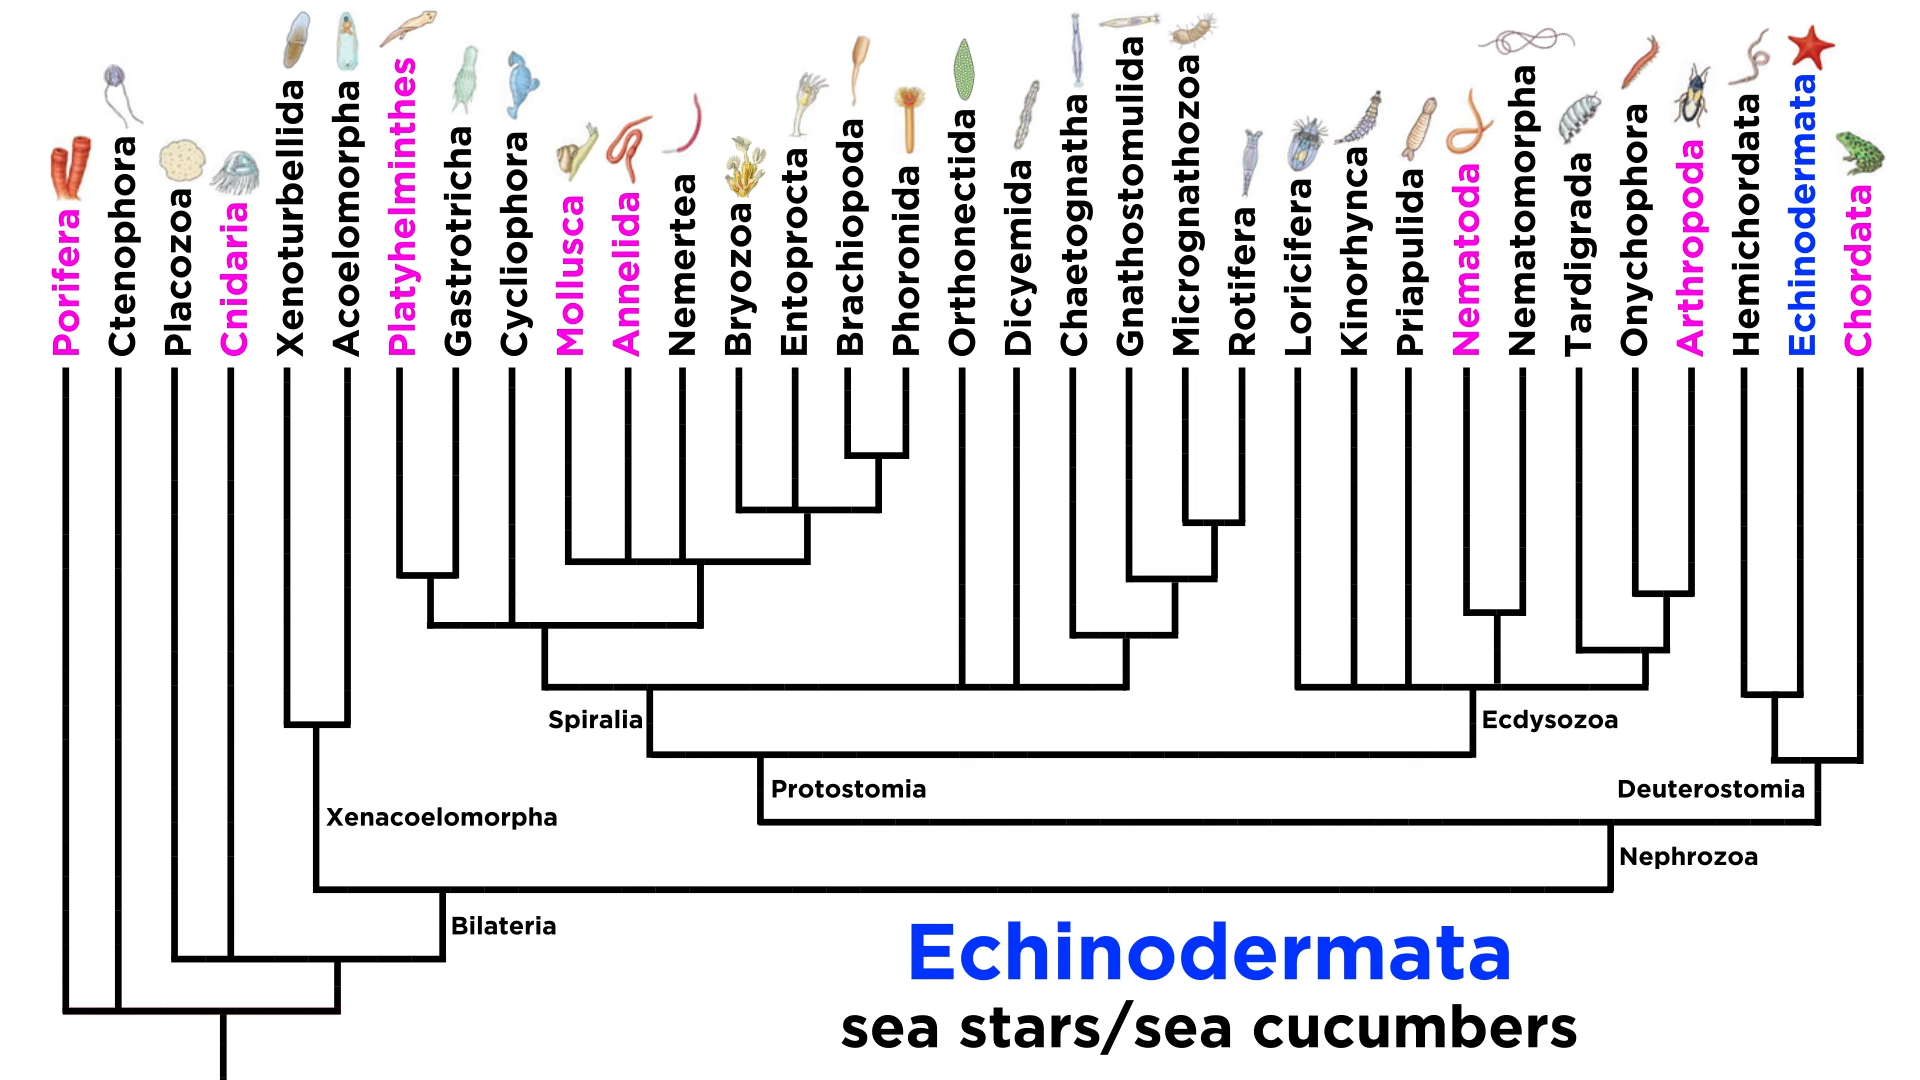 Porifera
Ctenophora
Placozoa
Cnidaria
Xenoturbellida
Acoelomorpha
Platyhelminthes
Gastrotricha
Cycliophora
Mollusca
Annelida
Nemertea
Bryozoa
Entoprocta
Brachiopoda
Phoronida
Orthonectida
Dicyemida
Chaetognatha
Gnathostomulida
Micrognathozoa
Rotifera
Loricifera
Kinorhynca
Priapulida
Nematoda
Nematomorpha
Tardigrada
Onychophora
Arthropoda
Hemichordata
Echinodermata
Chordata
Spiralia
Ecdysozoa
Protostomia
Deuterostomia
Xenacoelomorpha
Nephrozoa
Bilateria
Echinodermata
sea stars/sea cucumbers